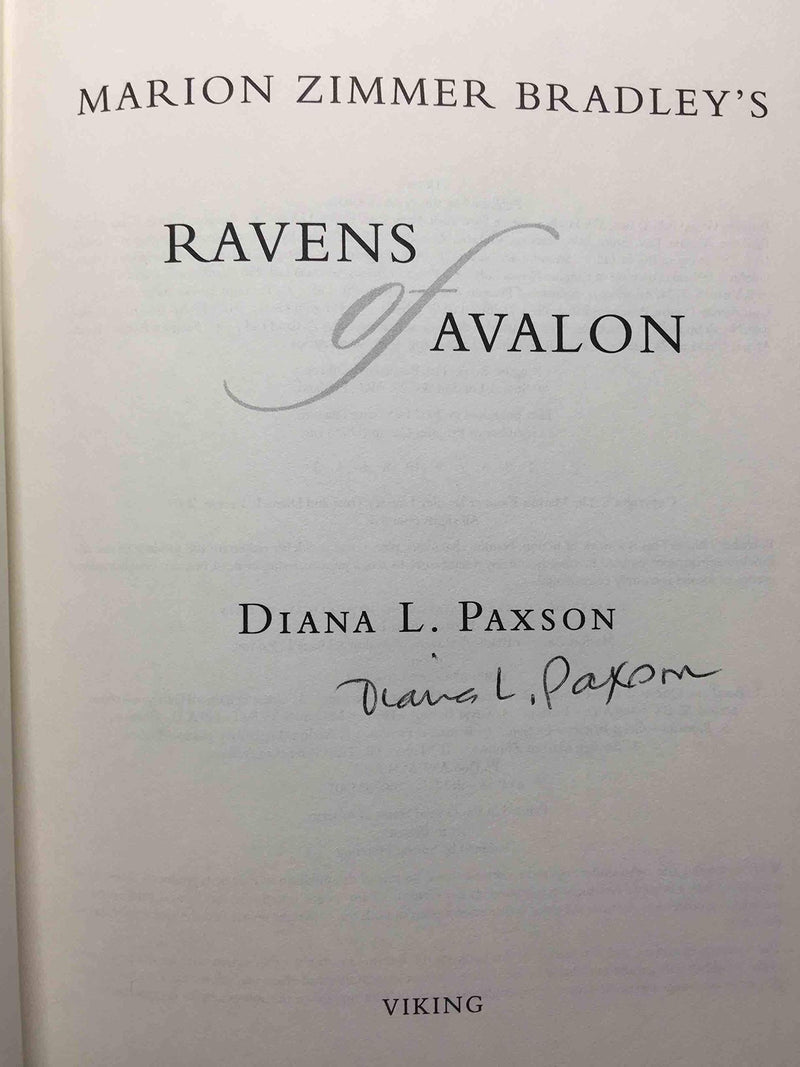 MARION ZIMMER BRADLEY'S
RAVENS
of
AVALON
DIANA L. PAXSON
Diana L. Paxson
VIKING